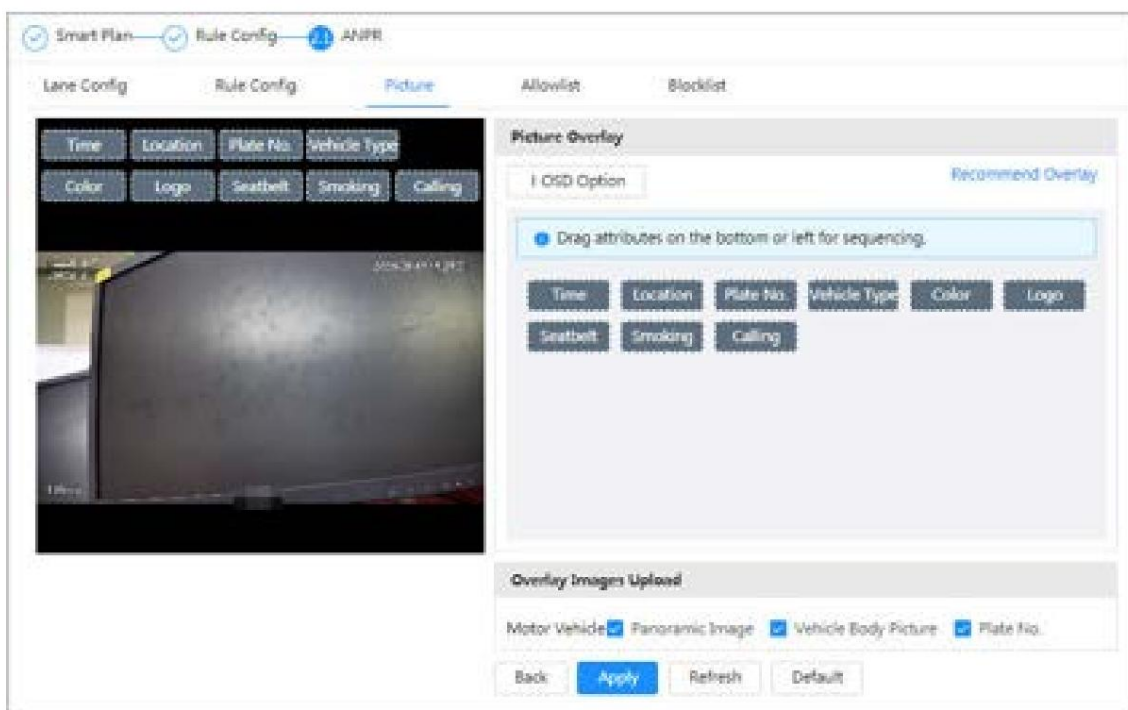 Smart Plan Rule Config 2.1 ANPR
Lane Config Rule Config Picture Allowlist Blocklist
Time Location Plate No. Vehicle Type
Color Logo Seatbelt Smoking Calling
Picture Overlay
OSD Option Recommend Overlay
Drag attributes on the bottom or left for sequencing.
Time Location Plate No. Vehicle Type Color Logo
Seatbelt Smoking Calling
Overlay Images Upload
Motor Vehicle Panoramic Image Vehicle Body Picture Plate No.
Back Apply Refresh Default